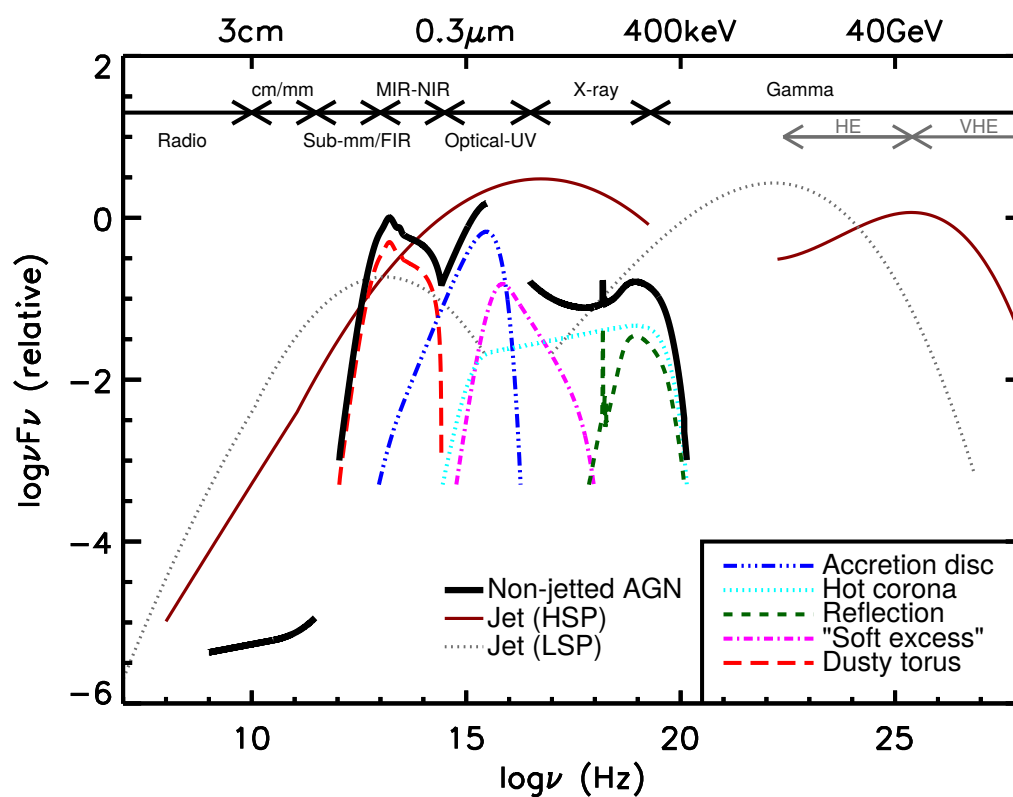 3cm 0.3μm 400keV 40GeV
2
cm/mm MIR-NIR X-ray Gamma
Radio Sub-mm/FIR Optical-UV HE VHE
0
−2
−4
−6
logνFν (relative)
Non-jetted AGN
Jet (HSP)
Jet (LSP)
Accretion disc
Hot corona
Reflection
"Soft excess"
Dusty torus
10 15 20 25
logν (Hz)